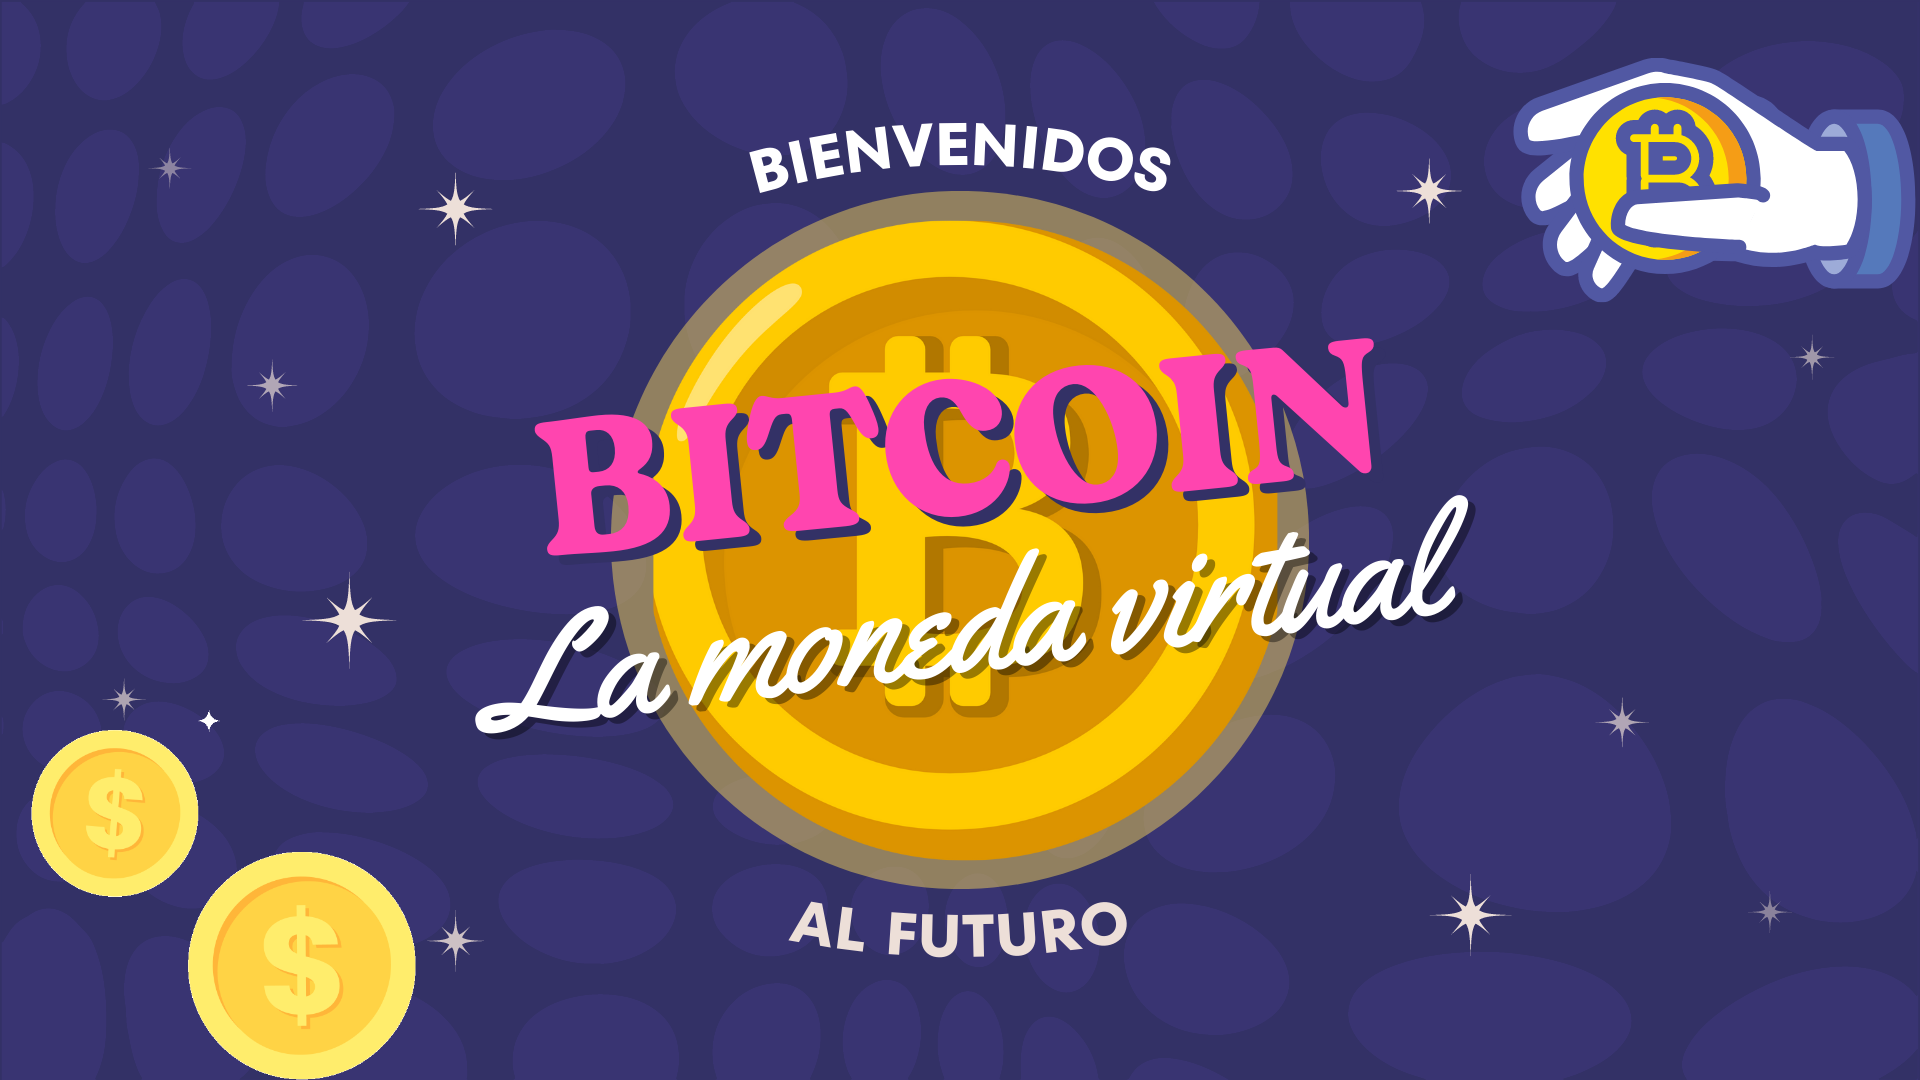 BIENVENIDOS
BITCOIN
La moneda virtual
AL FUTURO
$
$